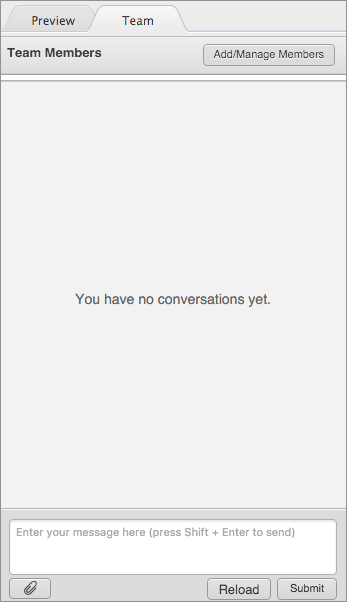 Preview Team
Team Members Add/Manage Members
You have no conversations yet.
Enter your message here (press Shift + Enter to send)
Reload Submit